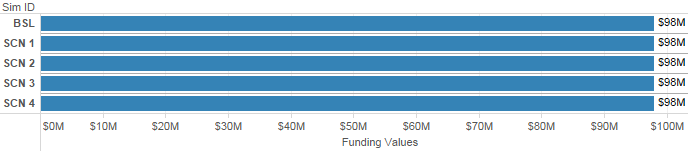 Sim ID
BSL $98M
SCN 1 $98M
SCN 2 $98M
SCN 3 $98M
SCN 4 $98M
$0M $10M $20M $30M $40M $50M $60M $70M $80M $90M $100M
Funding Values